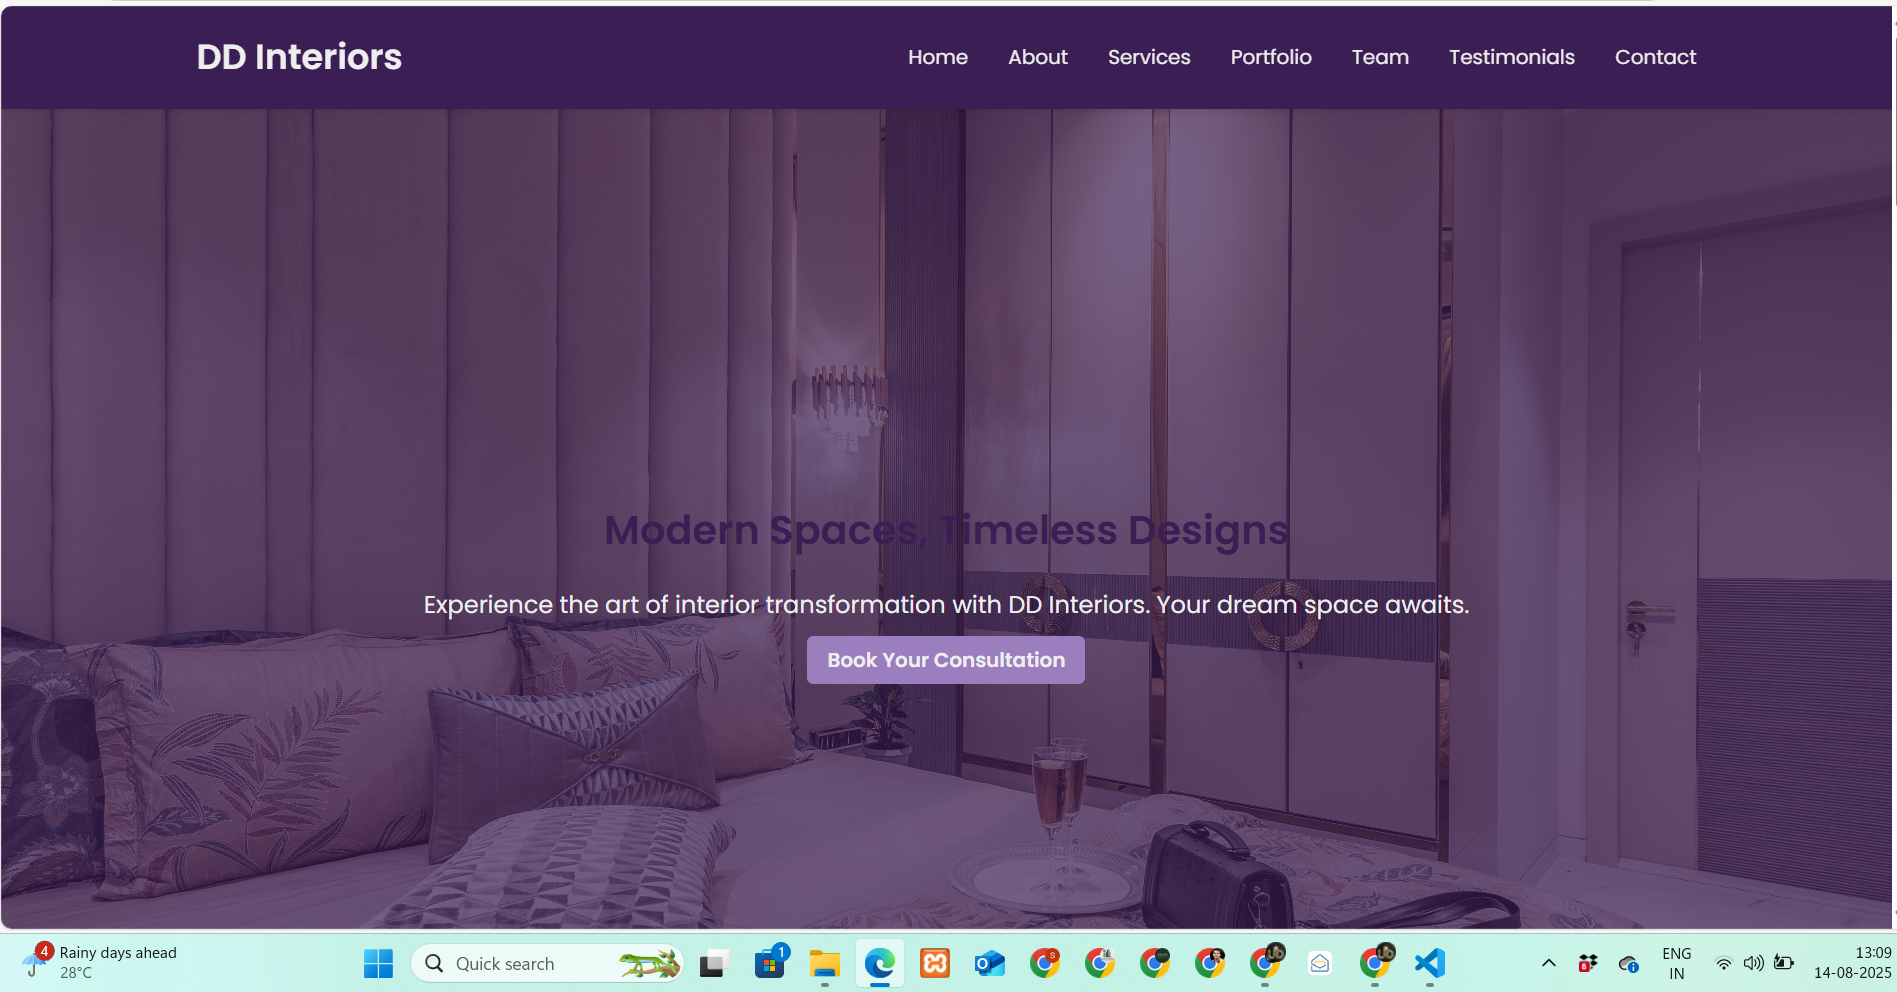 DD Interiors
Home About Services Portfolio Team Testimonials Contact
Modern Spaces, Timeless Designs
Experience the art of interior transformation with DD Interiors. Your dream space awaits.
Book Your Consultation
4
Rainy days ahead
28°C
Quick search
1
ENG
IN
13:09
14-08-2025